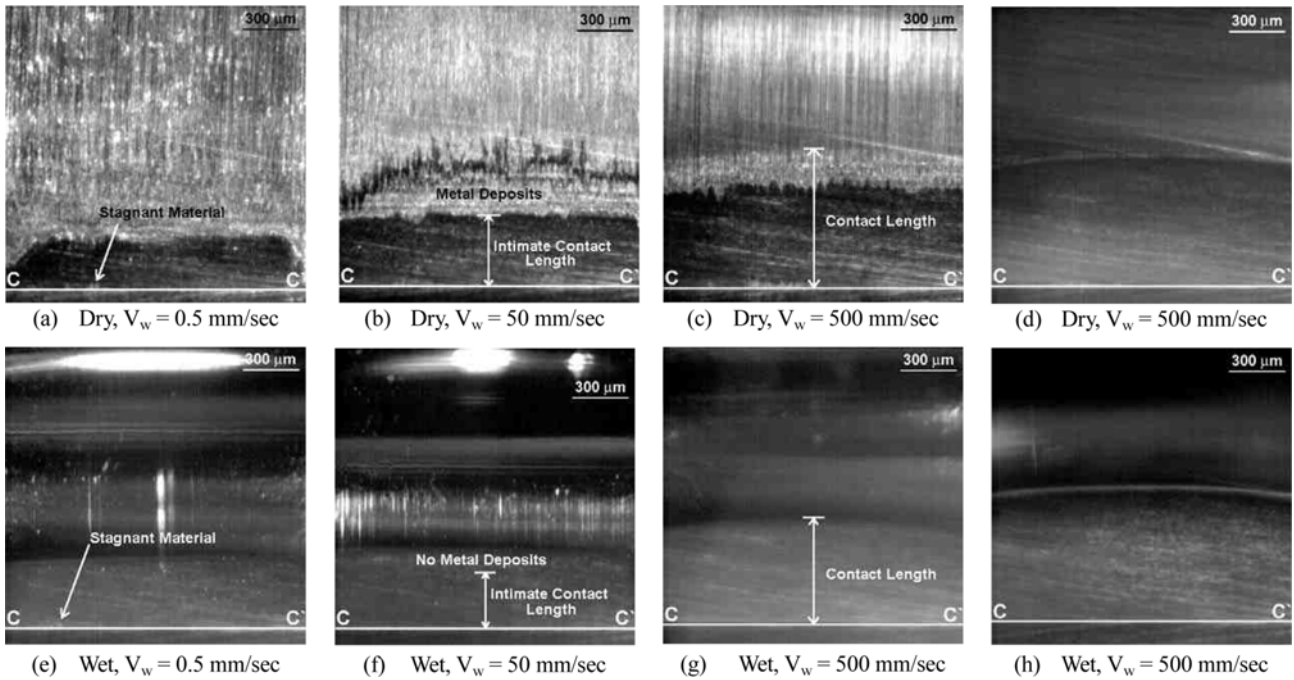 300 μm
300 μm
300 μm
300 μm
Stagnant Material
C C`
Metal Deposits
Intimate Contact
Length
C C`
Contact Length
C C`
C C`
(a) Dry, Vw = 0.5 mm/sec
(b) Dry, Vw = 50 mm/sec
(c) Dry, Vw = 500 mm/sec
(d) Dry, Vw = 500 mm/sec
300 μm
300 μm
300 μm
300 μm
Stagnant Material
C C`
No Metal Deposits
Intimate Contact
Length
C C`
Contact Length
C C`
C C`
(e) Wet, Vw = 0.5 mm/sec
(f) Wet, Vw = 50 mm/sec
(g) Wet, Vw = 500 mm/sec
(h) Wet, Vw = 500 mm/sec